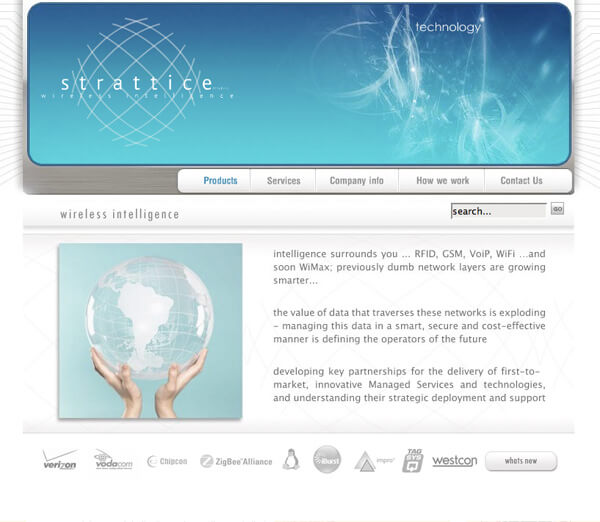 technology
strattice
wireless intelligence
Products
Services
Company info
How we work
Contact Us
wireless intelligence
search...
GO
intelligence surrounds you ... RFID, GSM, VoiP, WiFi ...and
soon WiMax; previously dumb network layers are growing
smarter...
the value of data that traverses these networks is exploding
- managing this data in a smart, secure and cost-effective
manner is defining the operators of the future
developing key partnerships for the delivery of first-to-
market, innovative Managed Services and technologies,
and understanding their strategic deployment and support
verizon
vodacom
Chipcon
ZigBee Alliance
iBurst
impro
TAG
SYS
westcon
whats new